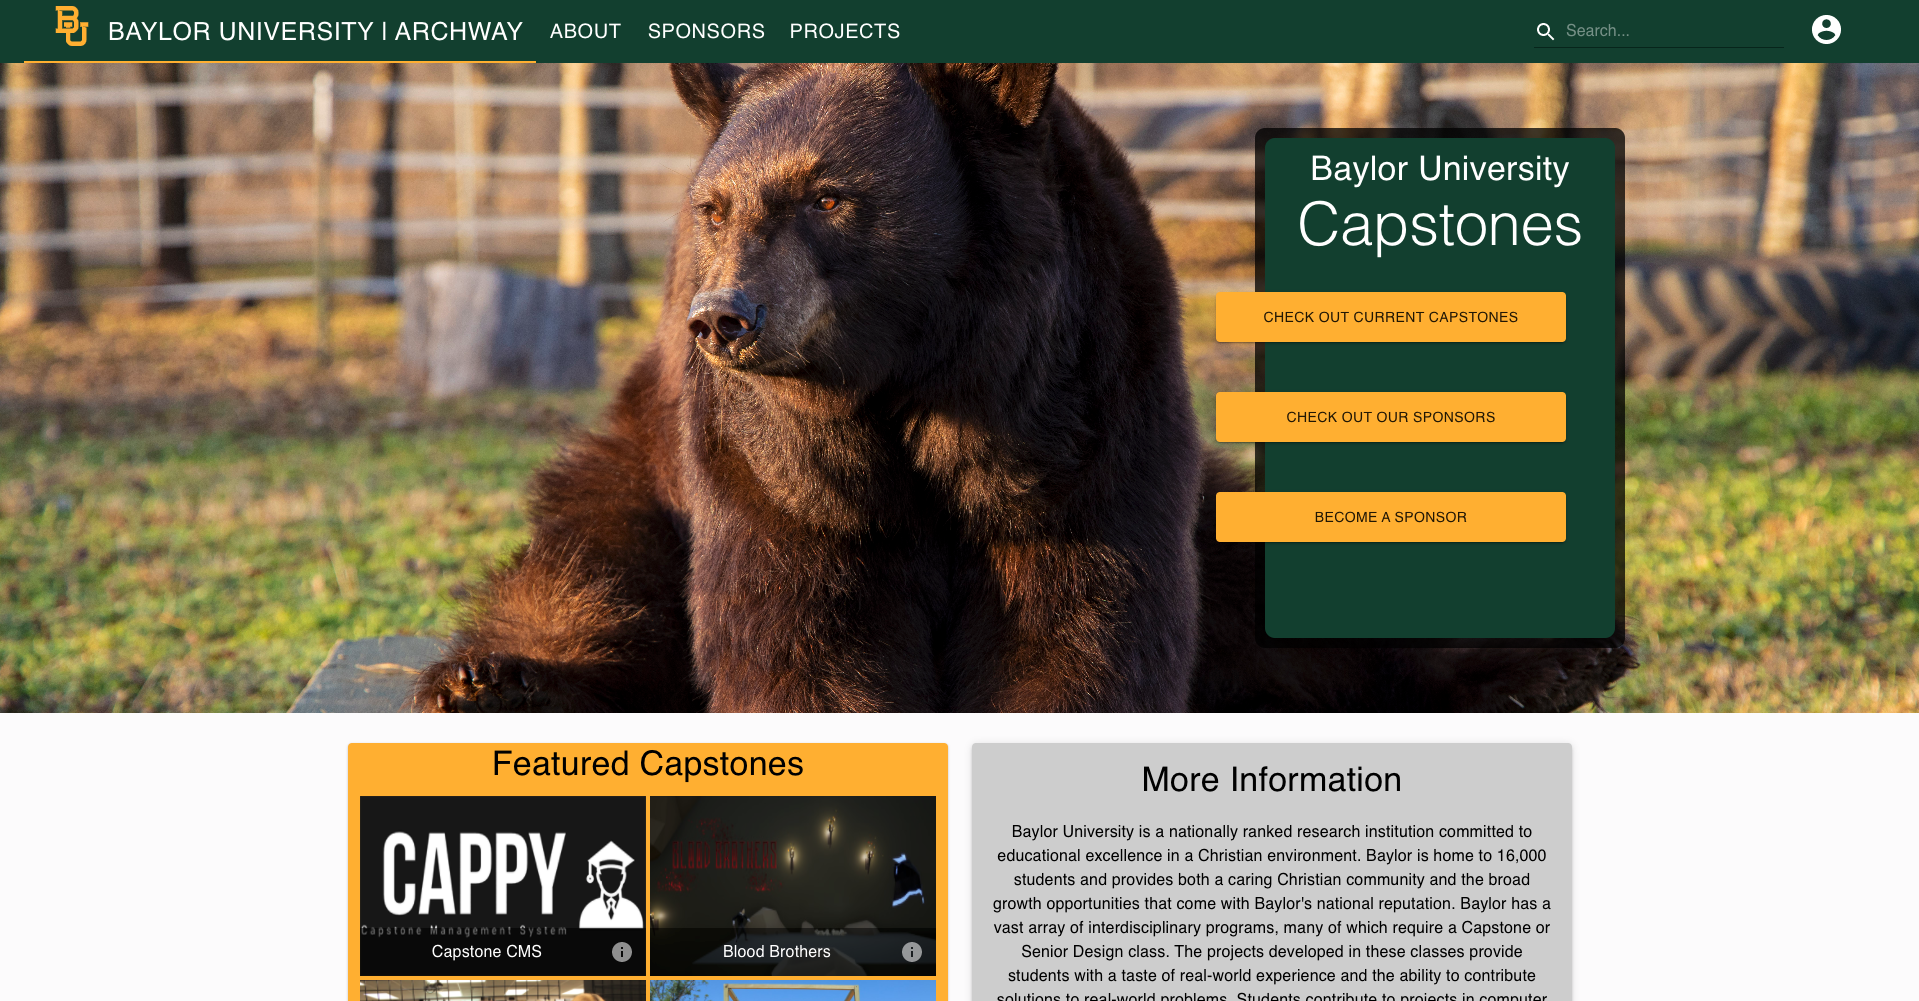 BU
BAYLOR UNIVERSITY | ARCHWAY
ABOUT
SPONSORS
PROJECTS
Search...
Baylor University
Capstones
CHECK OUT CURRENT CAPSTONES
CHECK OUT OUR SPONSORS
BECOME A SPONSOR
Featured Capstones
CAPPY
Capstone Management System
Capstone CMS
BLOOD BROTHERS
Blood Brothers
More Information
Baylor University is a nationally ranked research institution committed to
educational excellence in a Christian environment. Baylor is home to 16,000
students and provides both a caring Christian community and the broad
growth opportunities that come with Baylor's national reputation. Baylor has a
vast array of interdisciplinary programs, many of which require a Capstone or
Senior Design class. The projects developed in these classes provide
students with a taste of real-world experience and the ability to contribute
solutions to real-world problems. Students contribute to projects in computer